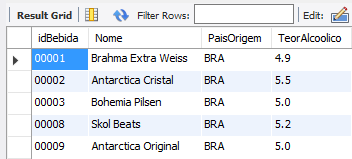 Result Grid Filter Rows: Edit:
idBebida Nome PaisOrigem TeorAlcoolico
00001 Brahma Extra Weiss BRA 4.9
00002 Antarctica Cristal BRA 5.5
00003 Bohemia Pilsen BRA 5.0
00008 Skol Beats BRA 5.2
00009 Antarctica Original BRA 5.0